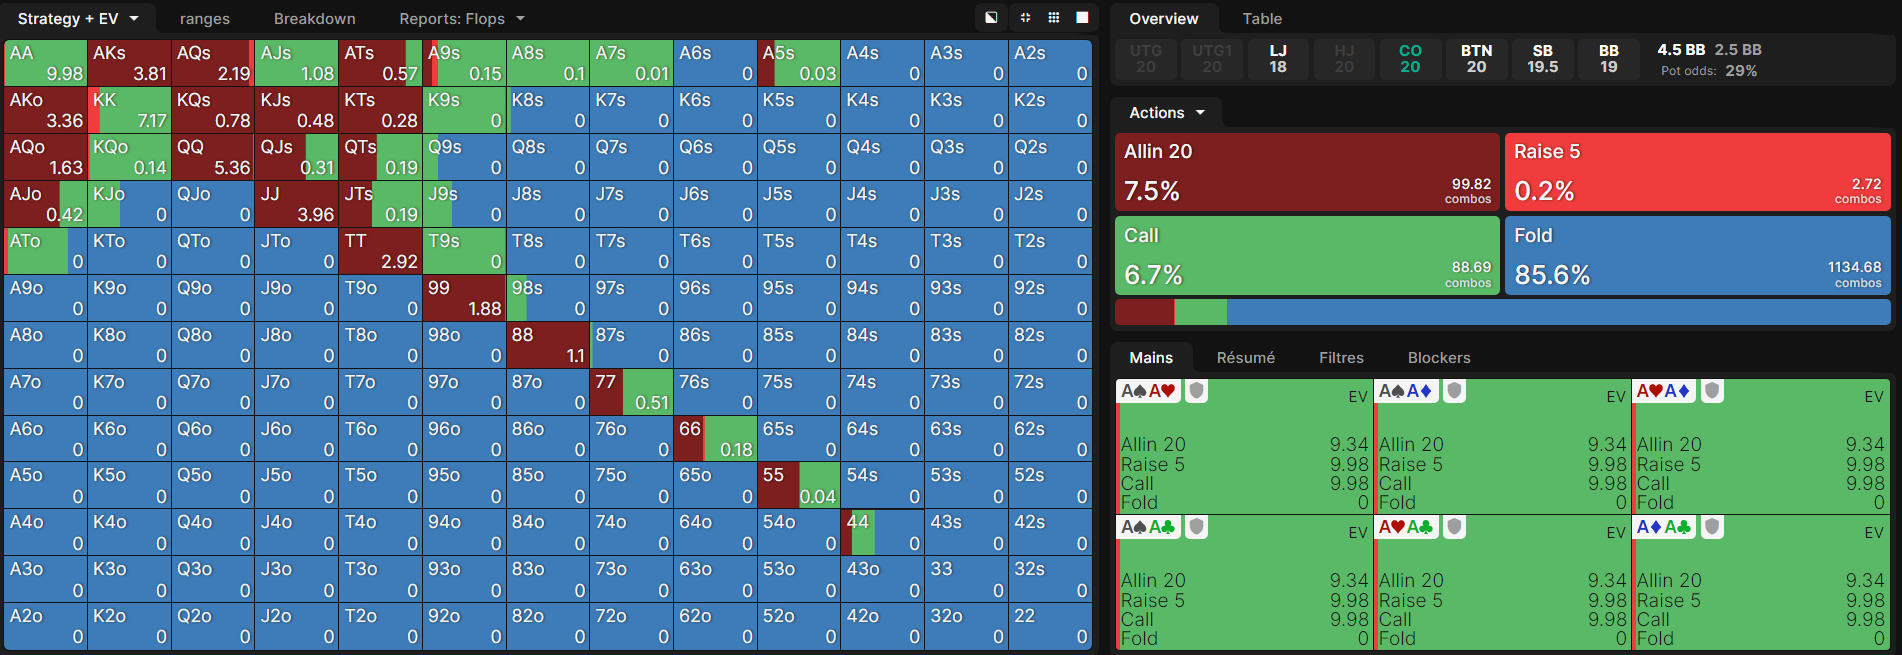 Strategy + EV ranges Breakdown Reports: Flops
AA AKs AQs AJs ATs A9s A8s A7s A6s A5s A4s A3s A2s
9.98 3.81 2.19 1.08 0.57 0.15 0.1 0.01 0 0.03 0 0 0
AKo KK KQs KJs KTs K9s K8s K7s K6s K5s K4s K3s K2s
3.36 7.17 0.78 0.48 0.28 0 0 0 0 0 0 0 0
AQo KQo QQ QJs QTs Q9s Q8s Q7s Q6s Q5s Q4s Q3s Q2s
1.63 0.14 5.36 0.31 0.19 0 0 0 0 0 0 0 0
AJo KJo QJo JJ JTs J9s J8s J7s J6s J5s J4s J3s J2s
0.42 0 0 3.96 0.19 0 0 0 0 0 0 0 0
ATo KTo QTo JTo TT T9s T8s T7s T6s T5s T4s T3s T2s
0 0 0 0 2.92 0 0 0 0 0 0 0 0
A9o K9o Q9o J9o T9o 99 98s 97s 96s 95s 94s 93s 92s
0 0 0 0 0 1.88 0 0 0 0 0 0 0
A8o K8o Q8o J8o T8o 98o 88 87s 86s 85s 84s 83s 82s
0 0 0 0 0 0 1.1 0 0 0 0 0 0
A7o K7o Q7o J7o T7o 97o 87o 77 76s 75s 74s 73s 72s
0 0 0 0 0 0 0 0.51 0 0 0 0 0
A6o K6o Q6o J6o T6o 96o 86o 76o 66 65s 64s 63s 62s
0 0 0 0 0 0 0 0 0.18 0 0 0 0
A5o K5o Q5o J5o T5o 95o 85o 75o 65o 55 54s 53s 52s
0 0 0 0 0 0 0 0 0 0.04 0 0 0
A4o K4o Q4o J4o T4o 94o 84o 74o 64o 54o 44 43s 42s
0 0 0 0 0 0 0 0 0 0 0 0 0
A3o K3o Q3o J3o T3o 93o 83o 73o 63o 53o 43o 33 32s
0 0 0 0 0 0 0 0 0 0 0 0 0
A2o K2o Q2o J2o T2o 92o 82o 72o 62o 52o 42o 32o 22
0 0 0 0 0 0 0 0 0 0 0 0 0
Overview Table
UTG UTG1 LJ HJ CO BTN SB BB 4.5 BB 2.5 BB
20 20 18 20 20 20 19.5 19 Pot odds: 29%
Actions
Allin 20 Raise 5
7.5% 99.82 combos 0.2% 2.72 combos
Call Fold
6.7% 88.69 combos 85.6% 1134.68 combos
Mains Résumé Filtres Blockers
A♠A♥ EV A♠A♦ EV A♥A♦ EV
Allin 20 9.34 Allin 20 9.34 Allin 20 9.34
Raise 5 9.98 Raise 5 9.98 Raise 5 9.98
Call 9.98 Call 9.98 Call 9.98
Fold 0 Fold 0 Fold 0
A♠A♣ EV A♥A♣ EV A♦A♣ EV
Allin 20 9.34 Allin 20 9.34 Allin 20 9.34
Raise 5 9.98 Raise 5 9.98 Raise 5 9.98
Call 9.98 Call 9.98 Call 9.98
Fold 0 Fold 0 Fold 0